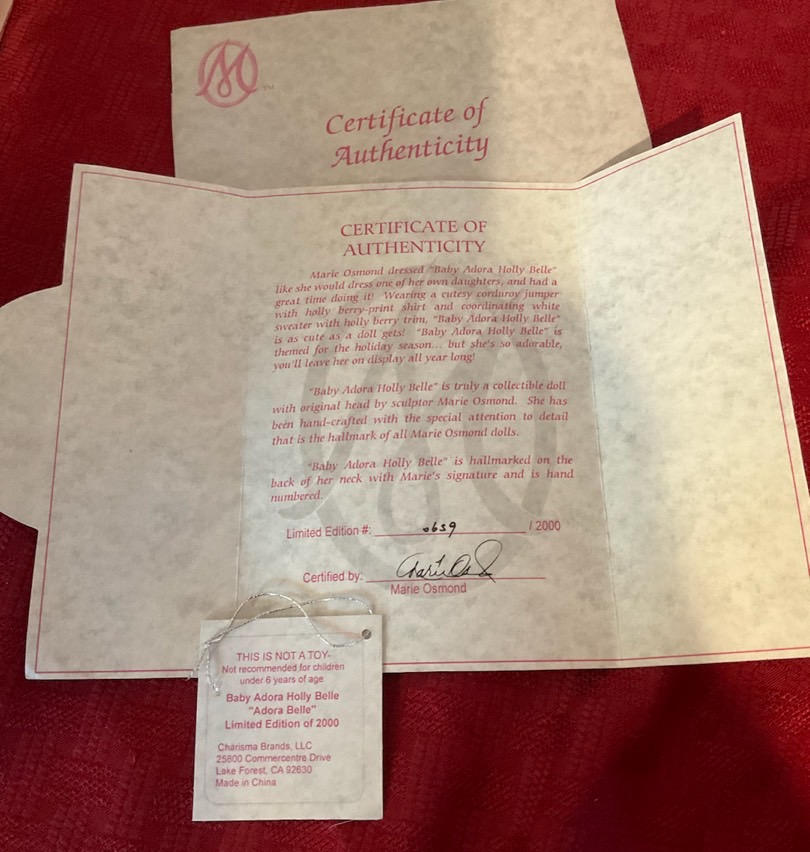 TM
Certificate of
Authenticity
CERTIFICATE OF
AUTHENTICITY
Marie Osmond dressed "Baby Adora Holly Belle"
like she would dress one of her own daughters, and had a
great time doing it! Wearing a cutesy corduroy jumper
with holly berry-print shirt and coordinating white
sweater with holly berry trim, "Baby Adora Holly Belle"
is as cute as a doll gets! "Baby Adora Holly Belle" is
themed for the holiday season... but she's so adorable,
you'll leave her on display all year long!
"Baby Adora Holly Belle" is truly a collectible doll
with original head by sculptor Marie Osmond. She has
been hand-crafted with the special attention to detail
that is the hallmark of all Marie Osmond dolls.
"Baby Adora Holly Belle" is hallmarked on the
back of her neck with Marie's signature and is hand
numbered.
Limited Edition #: 0659 / 2000
Certified by:
Marie Osmond
THIS IS NOT A TOY-
Not recommended for children
under 6 years of age
Baby Adora Holly Belle
"Adora Belle"
Limited Edition of 2000
Charisma Brands, LLC
25800 Commercentre Drive
Lake Forest, CA 92630
Made in China